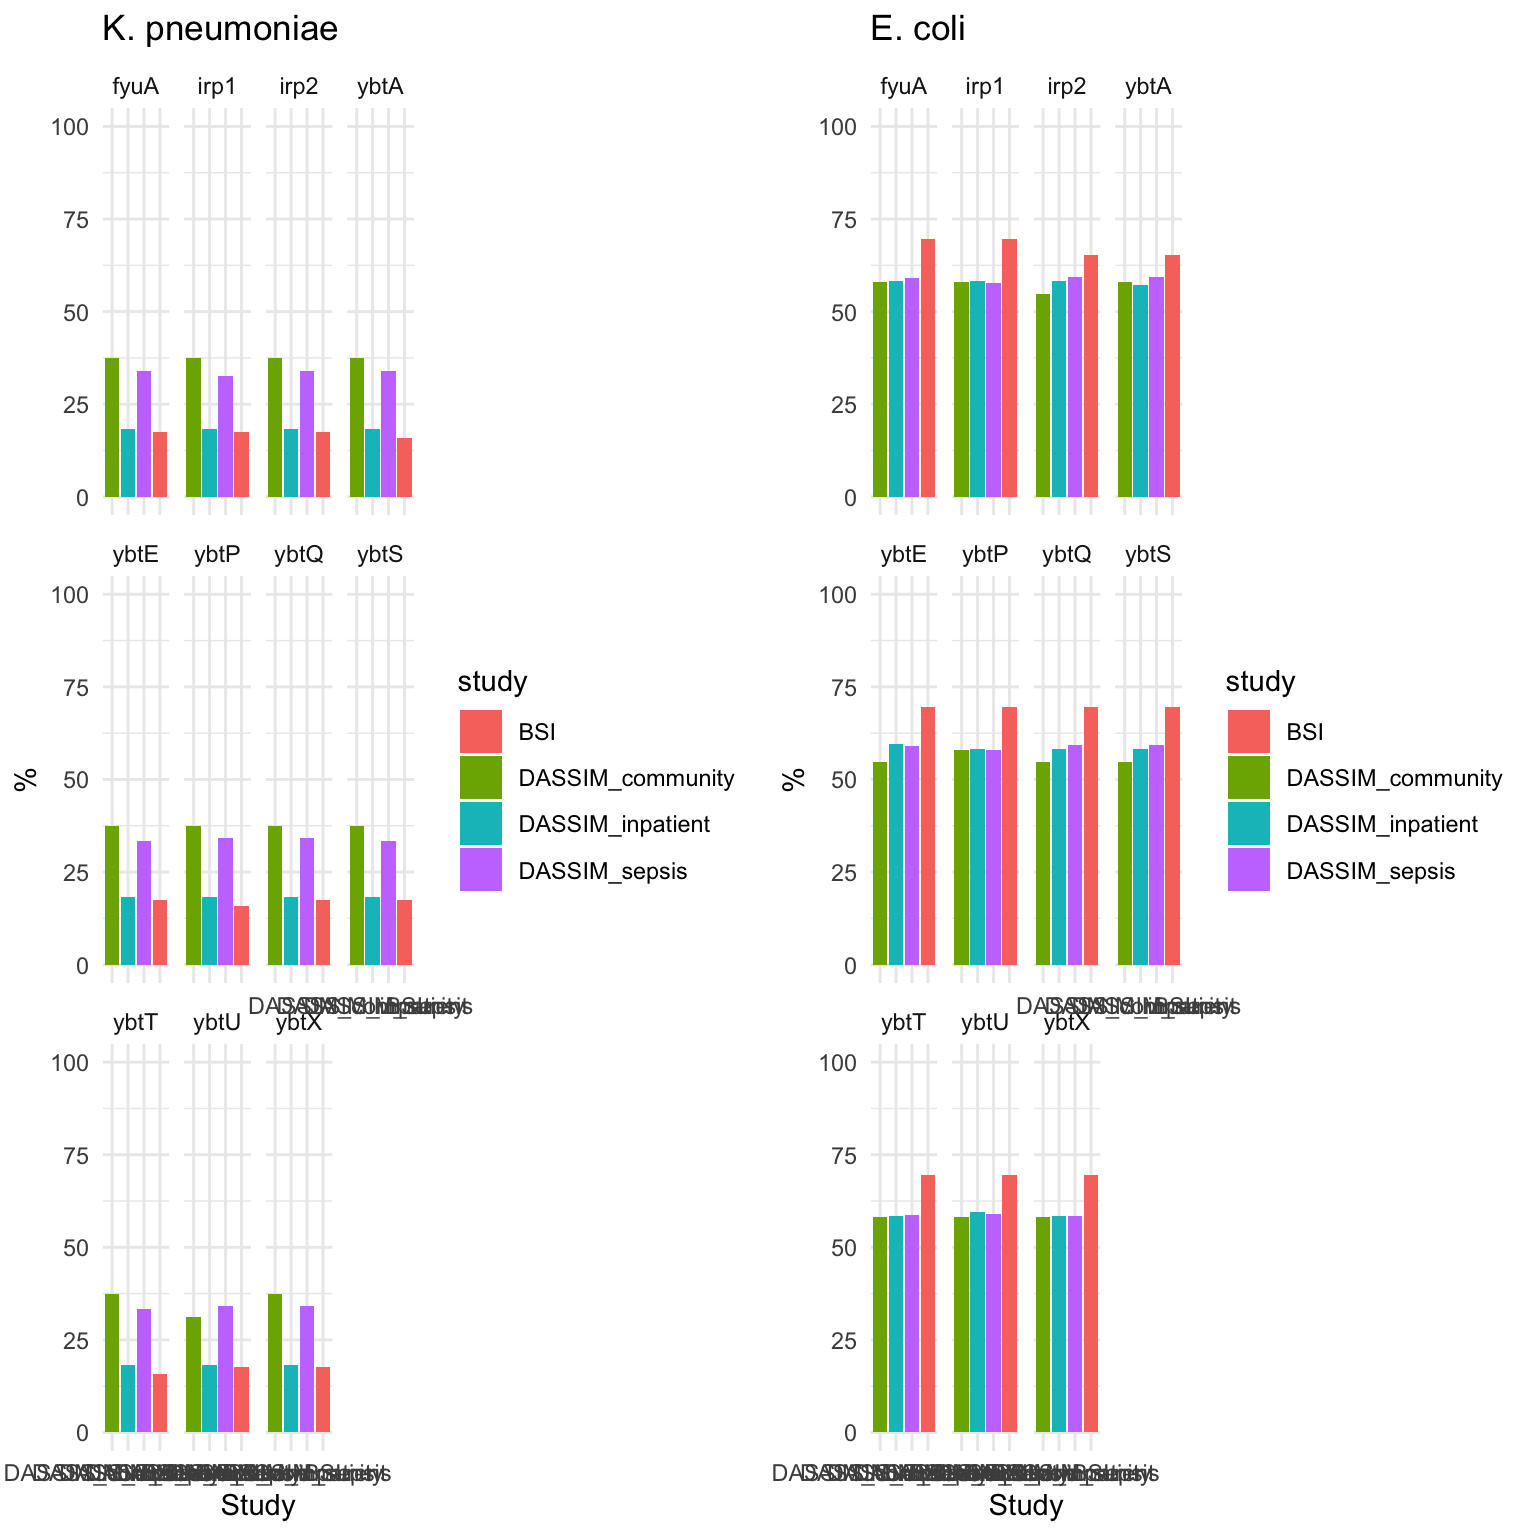 K. pneumoniae
fyuA irp1 irp2 ybtA
100
75
50
25
0
ybtE ybtP ybtQ ybtS
100
75
50
25
0
ybtT ybtU ybtX
100
75
50
25
0
%
Study
study
BSI
DASSIM_community
DASSIM_inpatient
DASSIM_sepsis
E. coli
fyuA irp1 irp2 ybtA
100
75
50
25
0
ybtE ybtP ybtQ ybtS
100
75
50
25
0
ybtT ybtU ybtX
100
75
50
25
0
%
Study
study
BSI
DASSIM_community
DASSIM_inpatient
DASSIM_sepsis